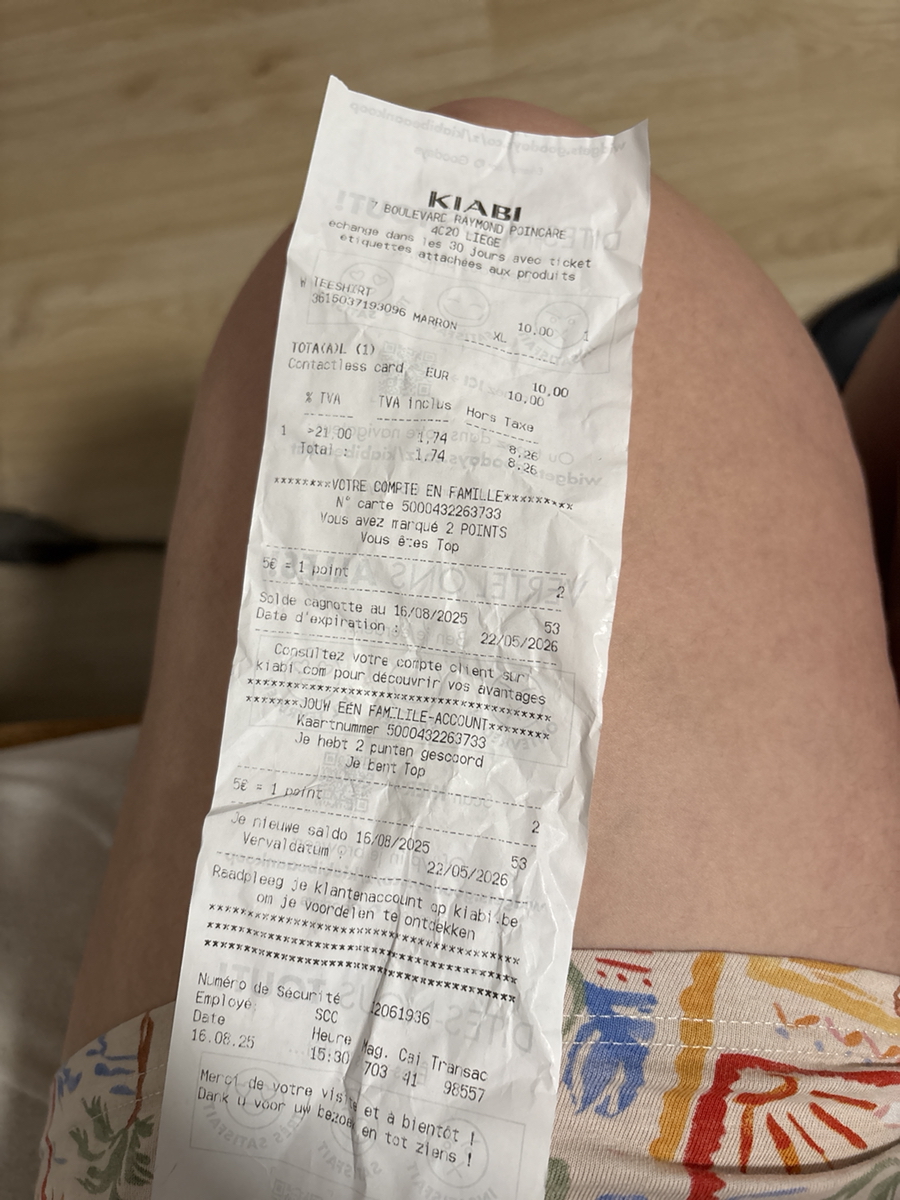 KIABI
7 BOULEVARD RAYMOND POINCARE
4020 LIEGE
echange dans les 30 jours avec ticket
etiquettes attachées aux produits
W TEESHIRT
3615037193096 MARRON XL 10.00 1
TOTA(A)L (1) 10.00
Contactless card EUR 10.00
% TVA TVA inclus Hors Taxe
1 >21.00 1.74 8.26
Total : 1.74 8.26
********VOTRE COMPTE EN FAMILLE*********
N° carte 5000432263733
Vous avez marqué 2 POINTS
Vous êtes Top
5€ = 1 point 2
Solde cagnotte au 16/08/2025 53
Date d'expiration : 22/05/2026
Consultez votre compte client sur
kiabi.com pour découvrir vos avantages
****************************************
*******JOUW EEN FAMILILE-ACCOUNT********
Kaartnummer 5000432263733
Je hebt 2 punten gescoord
Je bent Top
5€ = 1 point 2
Je nieuwe saldo 16/08/2025 53
Vervaldatum : 22/05/2026
Raadpleeg je klantenaccount op kiabi.be
om je voordelen te ontdekken
****************************************
****************************************
****************************************
Numéro de Sécurité 12061936
Employé: SCC
Date Heure Mag. Cai Transac
16.08.25 15:30 703 41 98557
Merci de votre visite et à bientôt !
Dank u voor uw bezoek en tot ziens !